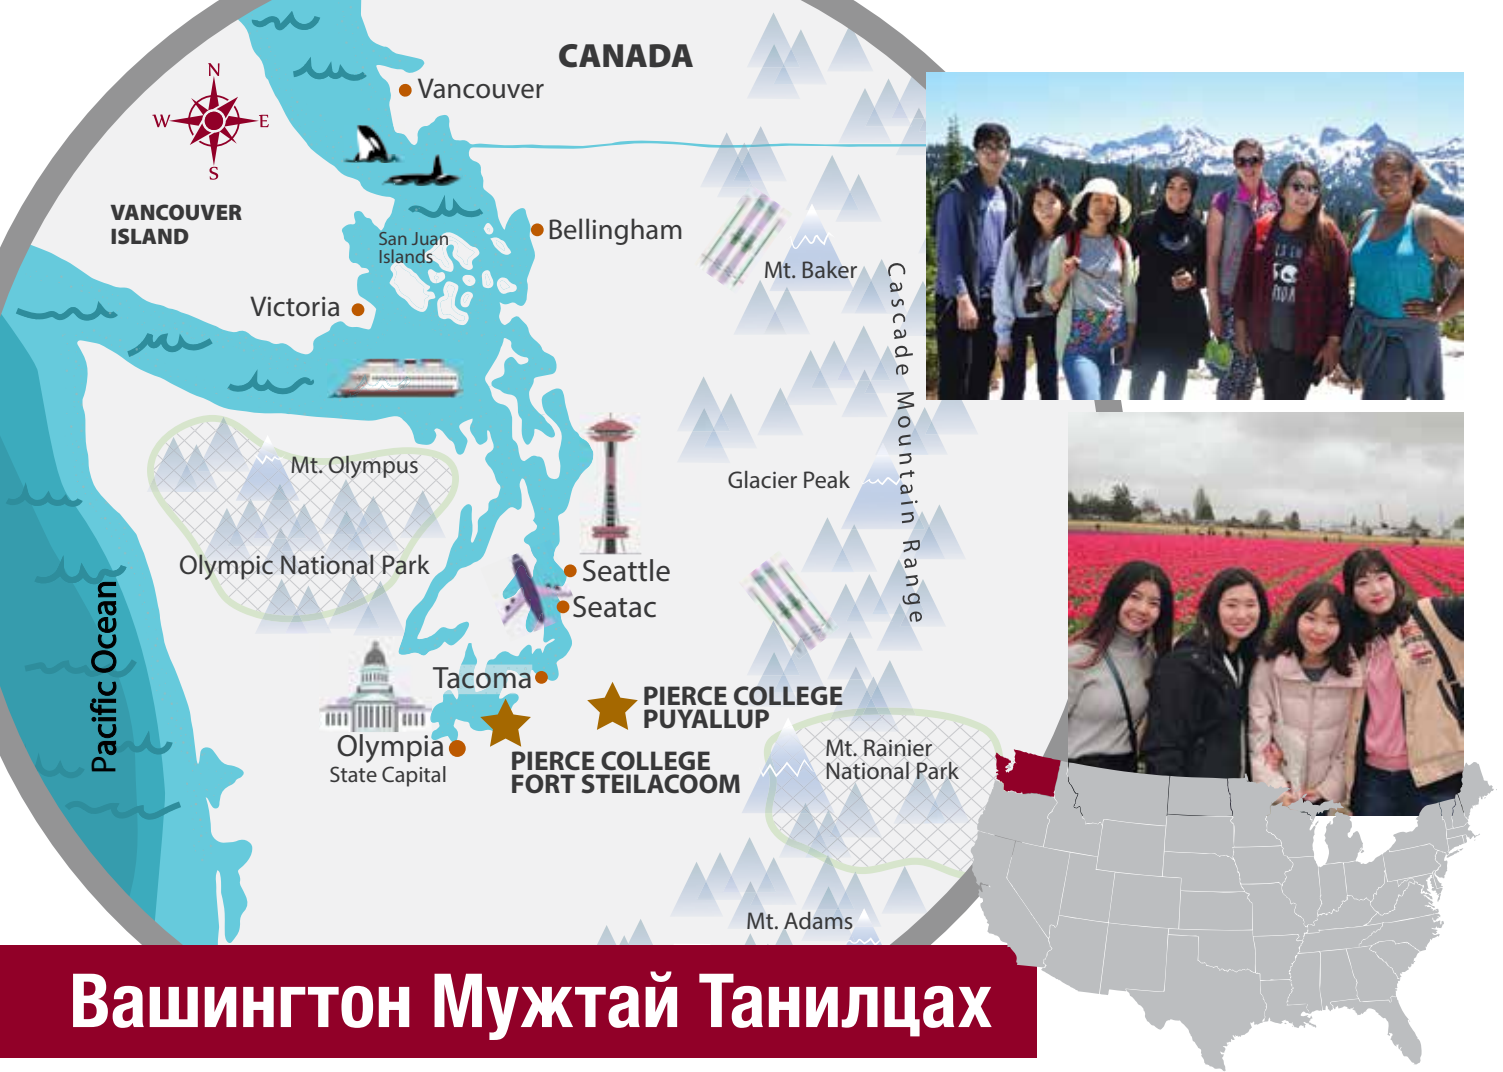 CANADA
Vancouver
N
W
E
S
VANCOUVER
ISLAND
San Juan
Islands
Bellingham
Mt. Baker
Victoria
Cascade Mountain Range
Mt. Olympus
Glacier Peak
Olympic National Park
Seattle
Seatac
Pacific Ocean
Tacoma
PIERCE COLLEGE
PUYALLUP
Olympia
State Capital
PIERCE COLLEGE
FORT STEILACOOM
Mt. Rainier
National Park
Mt. Adams
Вашингтон Мужтай Танилцах